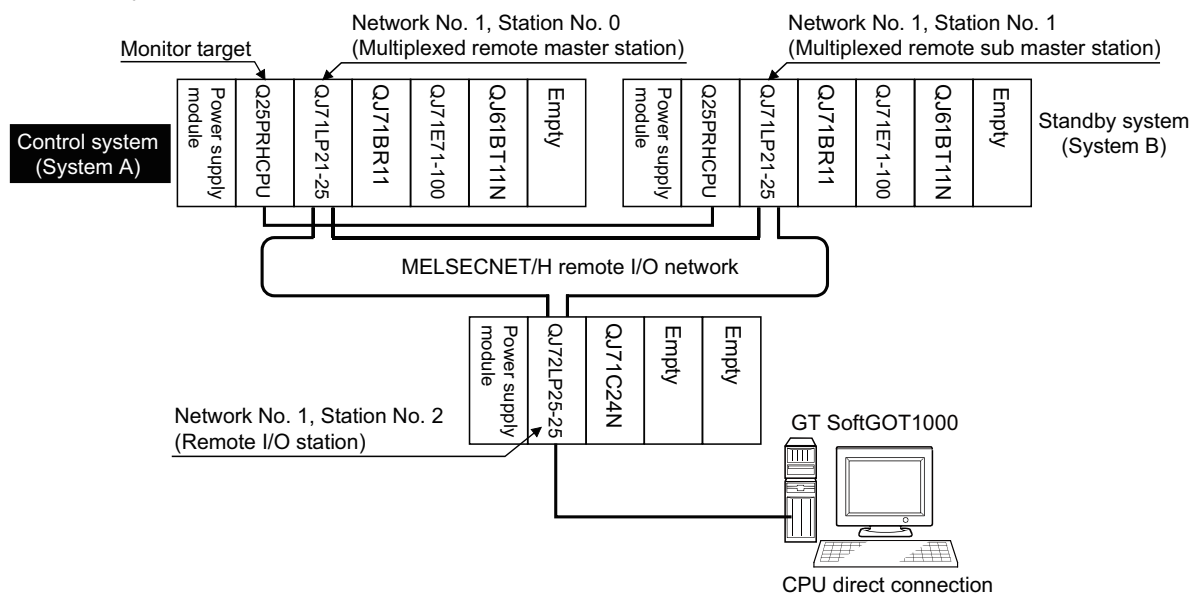 Network No. 1, Station No. 0
(Multiplexed remote master station)
Network No. 1, Station No. 1
(Multiplexed remote sub master station)
Monitor target
Control system
(System A)
Power supply
module
Q25PRHCPU
QJ71LP21-25
QJ71BR11
QJ71E71-100
QJ61BT11N
Empty
Power supply
module
Q25PRHCPU
QJ71LP21-25
QJ71BR11
QJ71E71-100
QJ61BT11N
Empty
Standby system
(System B)
MELSECNET/H remote I/O network
Power supply
module
QJ72LP25-25
QJ71C24N
Empty
Empty
Network No. 1, Station No. 2
(Remote I/O station)
GT SoftGOT1000
CPU direct connection